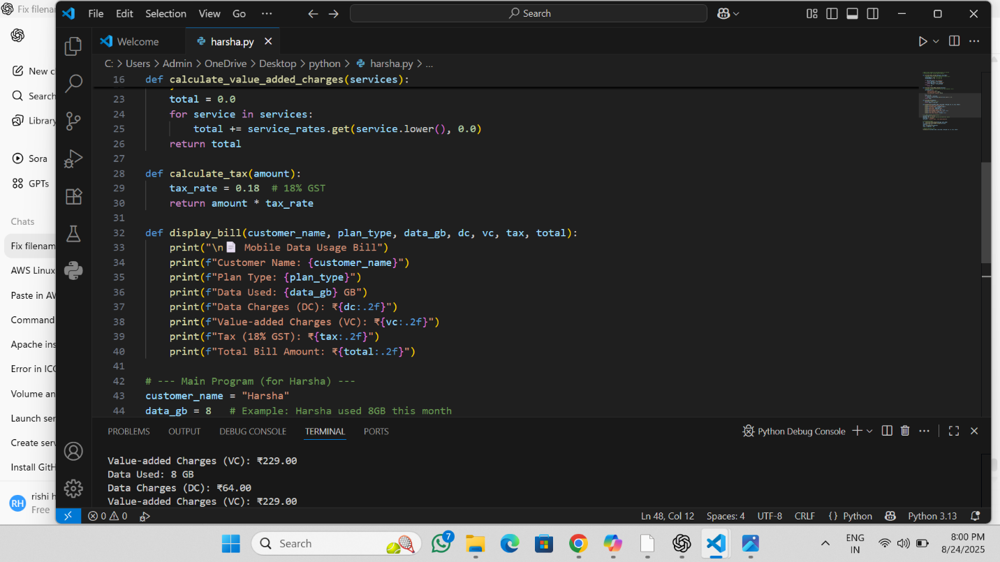 Fix filenam
New c
Search
Library
Sora
GPTs
Chats
Fix filenam
AWS Linux
Paste in AW
Command
Apache ins
Error in ICC
Volume an
Launch ser
Create serv
Install GitH
RH
rishi h
Free
File Edit Selection View Go ··· Search
Welcome harsha.py
C: > Users > Admin > OneDrive > Desktop > python > harsha.py > ...
16 def calculate_value_added_charges(services):
23 total = 0.0
24 for service in services:
25 total += service_rates.get(service.lower(), 0.0)
26 return total
27
28 def calculate_tax(amount):
29 tax_rate = 0.18  # 18% GST
30 return amount * tax_rate
31
32 def display_bill(customer_name, plan_type, data_gb, dc, vc, tax, total):
33 print("\n📄 Mobile Data Usage Bill")
34 print(f"Customer Name: {customer_name}")
35 print(f"Plan Type: {plan_type}")
36 print(f"Data Used: {data_gb} GB")
37 print(f"Data Charges (DC): ₹{dc:.2f}")
38 print(f"Value-added Charges (VC): ₹{vc:.2f}")
39 print(f"Tax (18% GST): ₹{tax:.2f}")
40 print(f"Total Bill Amount: ₹{total:.2f}")
41
42 # --- Main Program (for Harsha) ---
43 customer_name = "Harsha"
44 data_gb = 8   # Example: Harsha used 8GB this month
PROBLEMS OUTPUT DEBUG CONSOLE TERMINAL PORTS Python Debug Console
Value-added Charges (VC): ₹229.00
Data Used: 8 GB
Data Charges (DC): ₹64.00
Value-added Charges (VC): ₹229.00
0 0 Ln 48, Col 12 Spaces: 4 UTF-8 CRLF {} Python Python 3.13
Search 7 ENG
IN
8:00 PM
8/24/2025